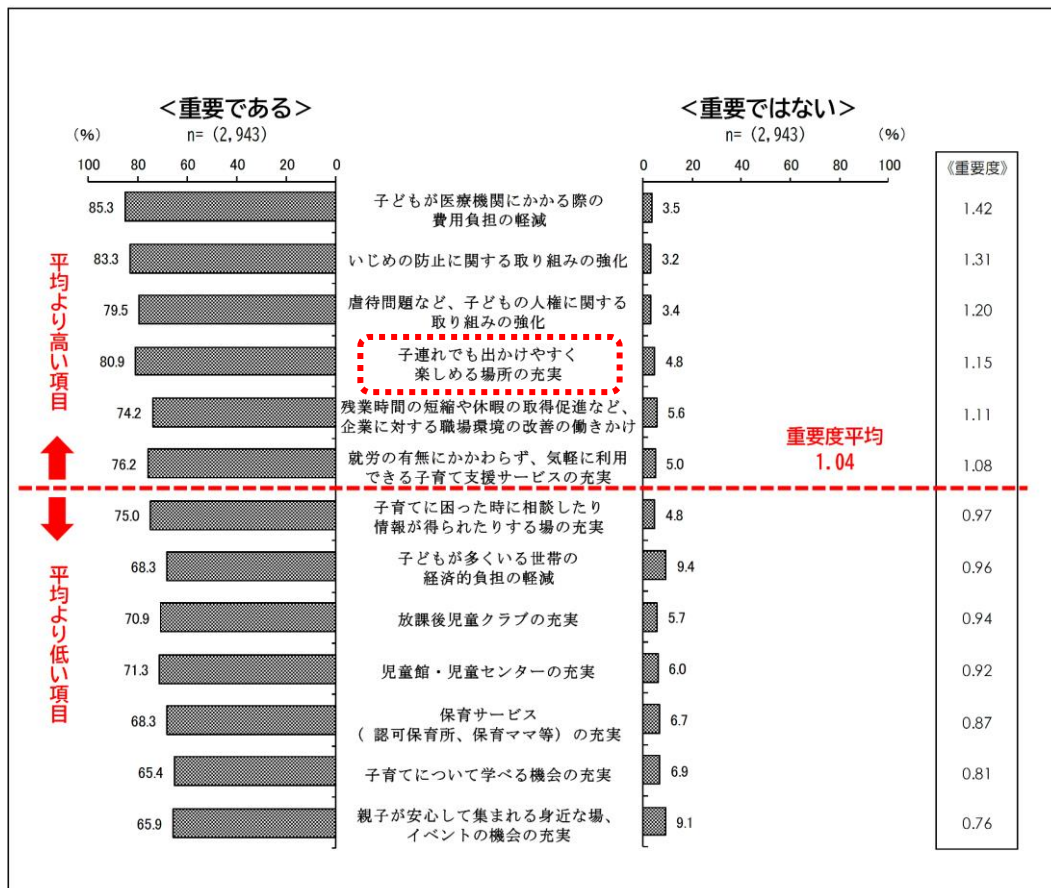 ＜重要である＞
n=（2,943）
（%）
100 80 60 40 20 0
＜重要ではない＞
n=（2,943）
（%）
0 20 40 60 80 100
《重要度》
平均より高い項目
85.3
子どもが医療機関にかかる際の
費用負担の軽減
3.5
1.42
83.3
いじめの防止に関する取り組みの強化
3.2
1.31
79.5
虐待問題など、子どもの人権に関する
取り組みの強化
3.4
1.20
80.9
子連れでも出かけやすく
楽しめる場所の充実
4.8
1.15
74.2
残業時間の短縮や休暇の取得促進など、
企業に対する職場環境の改善の働きかけ
5.6
1.11
重要度平均
1.04
76.2
就労の有無にかかわらず、気軽に利用
できる子育て支援サービスの充実
5.0
1.08
平均より低い項目
75.0
子育てに困った時に相談したり
情報が得られたりする場の充実
4.8
0.97
68.3
子どもが多くいる世帯の
経済的負担の軽減
9.4
0.96
70.9
放課後児童クラブの充実
5.7
0.94
71.3
児童館・児童センターの充実
6.0
0.92
68.3
保育サービス
（ 認可保育所、保育ママ等）の充実
6.7
0.87
65.4
子育てについて学べる機会の充実
6.9
0.81
65.9
親子が安心して集まれる身近な場、
イベントの機会の充実
9.1
0.76